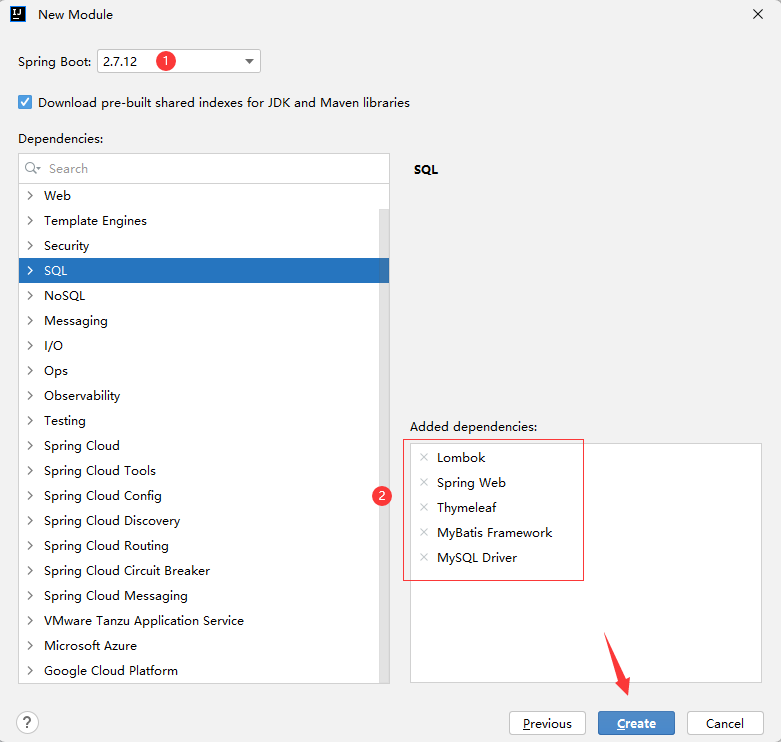 IJ New Module
Spring Boot: 2.7.12 1
Download pre-built shared indexes for JDK and Maven libraries
Dependencies:
Search
Web
Template Engines
Security
SQL
NoSQL
Messaging
I/O
Ops
Observability
Testing
Spring Cloud
Spring Cloud Tools
Spring Cloud Config
Spring Cloud Discovery
Spring Cloud Routing
Spring Cloud Circuit Breaker
Spring Cloud Messaging
VMware Tanzu Application Service
Microsoft Azure
Google Cloud Platform
SQL
Added dependencies:
2
Lombok
Spring Web
Thymeleaf
MyBatis Framework
MySQL Driver
? Previous Create Cancel